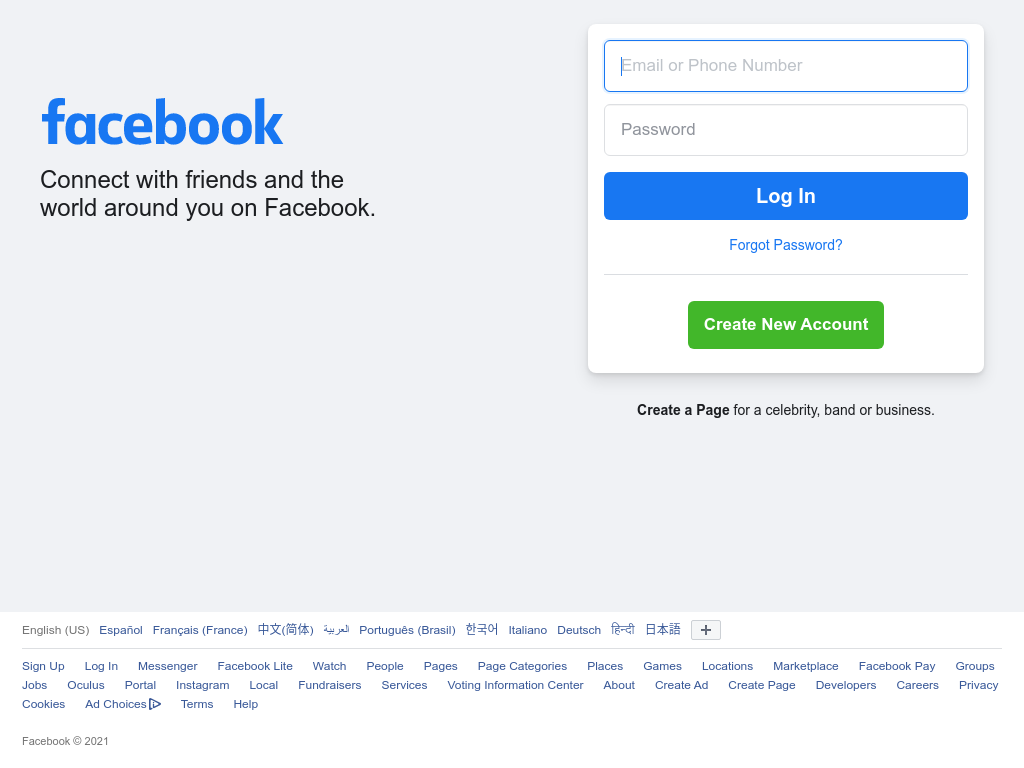 facebook
Connect with friends and the
world around you on Facebook.
Email or Phone Number
Password
Log In
Forgot Password?
Create New Account
Create a Page for a celebrity, band or business.
English (US) Español Français (France) 中文(简体) العربية Português (Brasil) 한국어 Italiano Deutsch हिन्दी 日本語
Sign Up Log In Messenger Facebook Lite Watch People Pages Page Categories Places Games Locations Marketplace Facebook Pay Groups
Jobs Oculus Portal Instagram Local Fundraisers Services Voting Information Center About Create Ad Create Page Developers Careers Privacy
Cookies Ad Choices Terms Help
Facebook © 2021